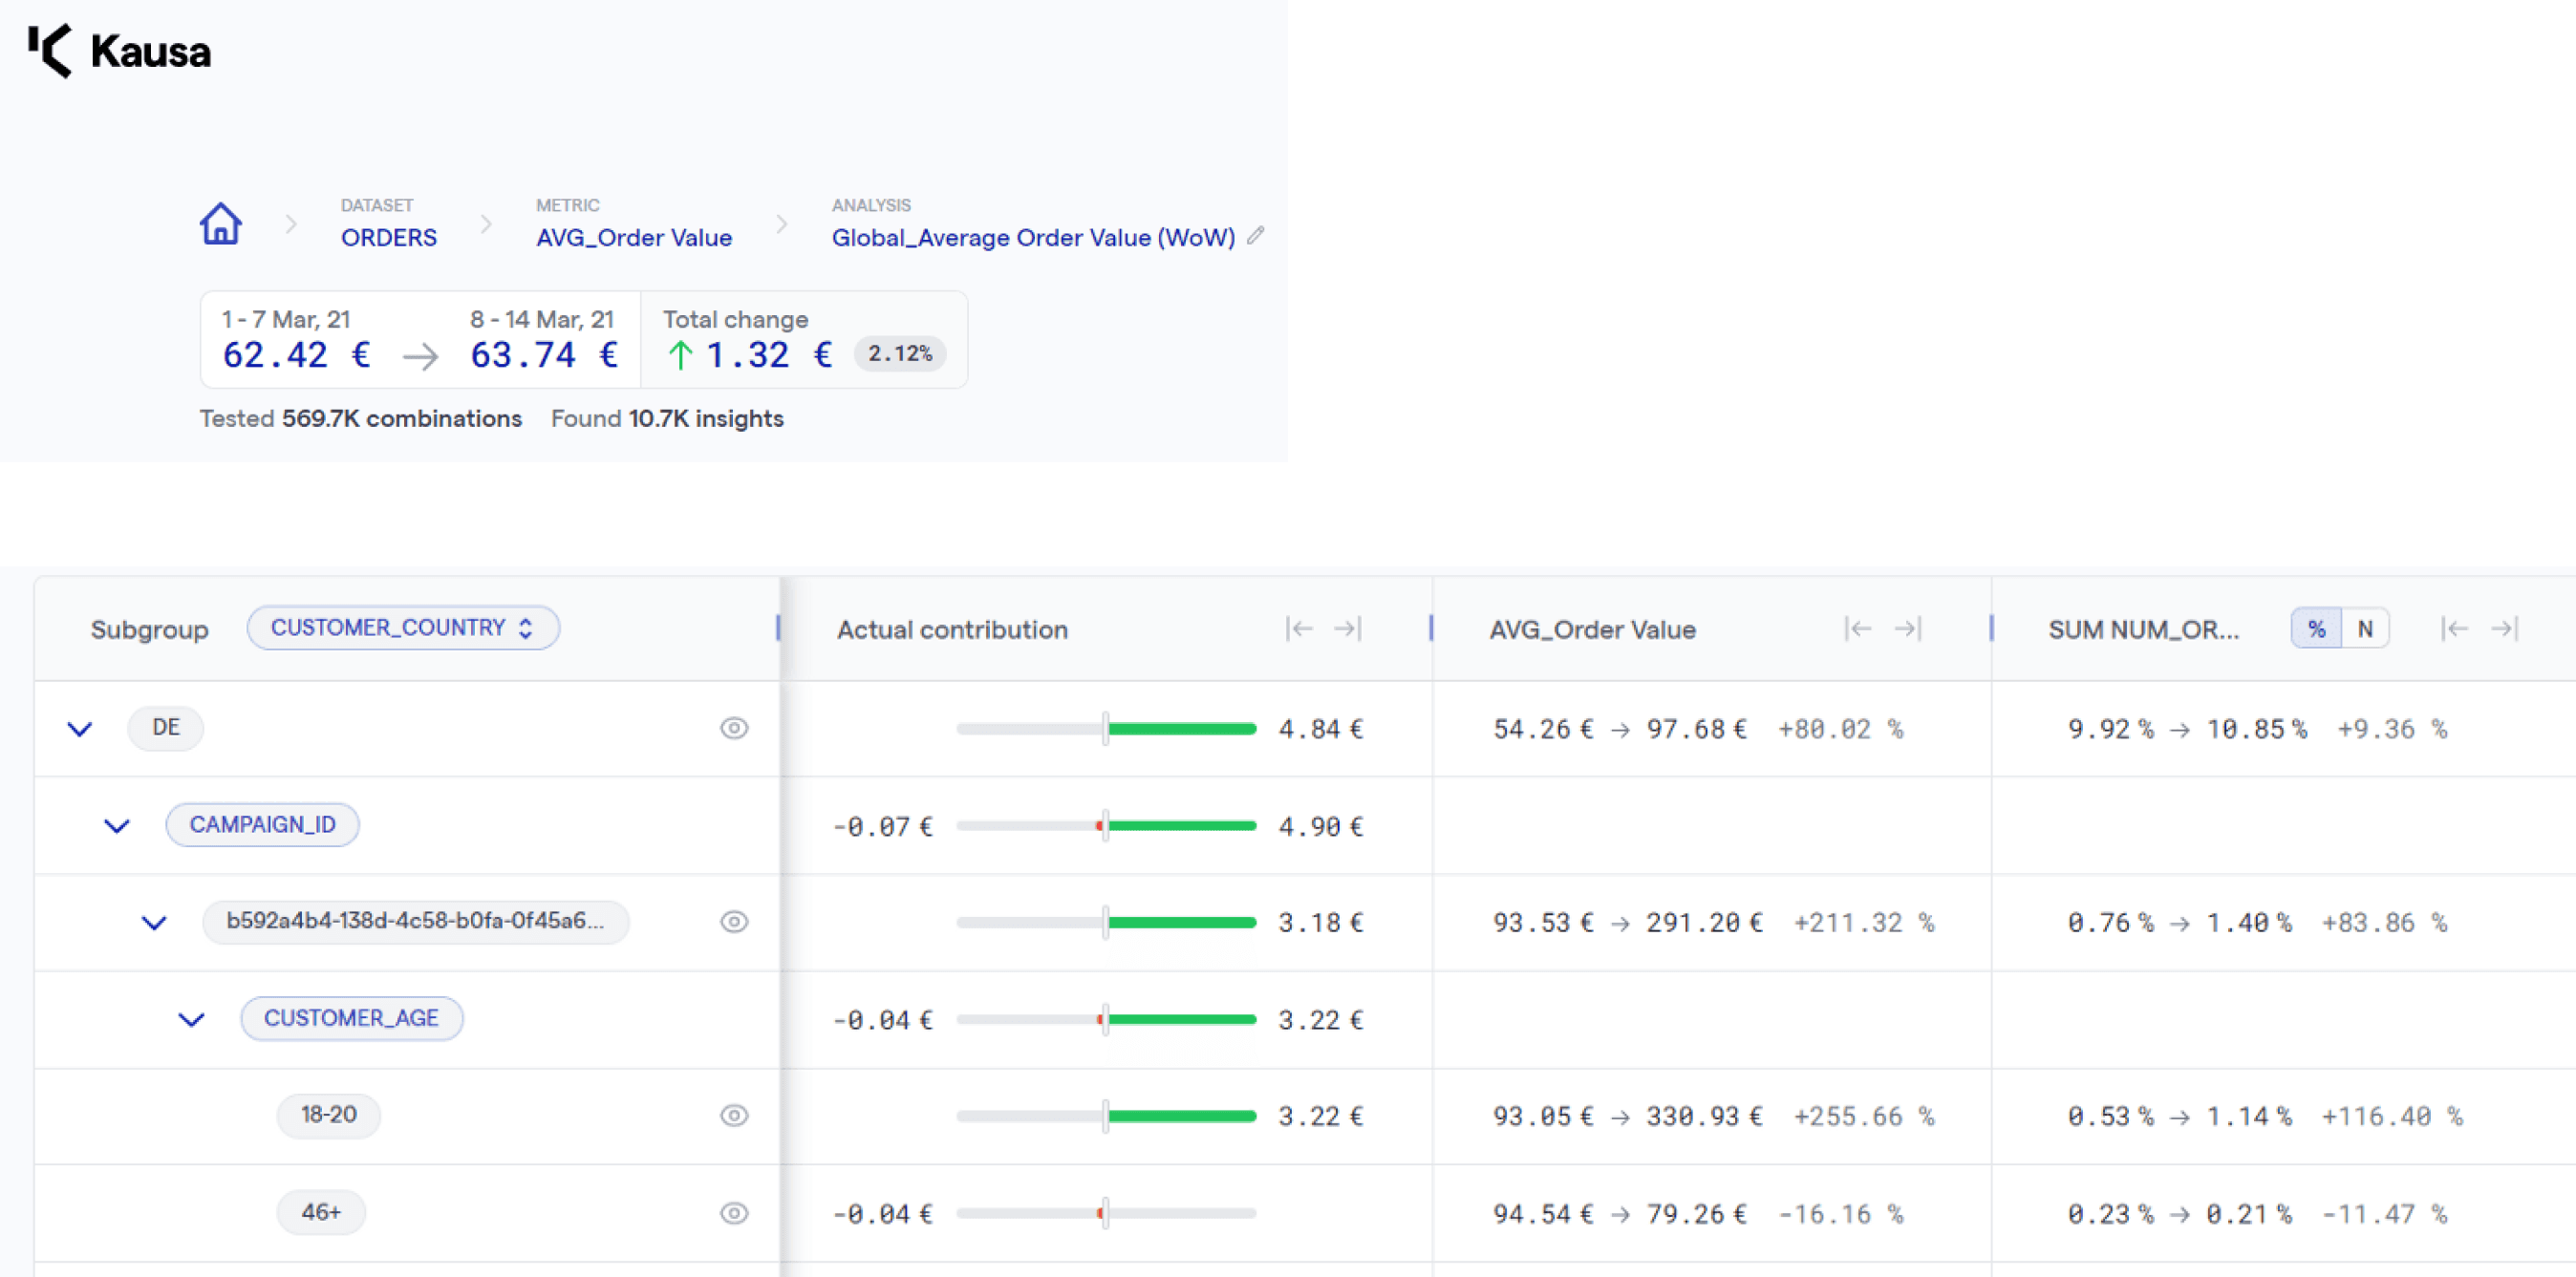 Kausa
DATASET
ORDERS
METRIC
AVG_Order Value
ANALYSIS
Global_Average Order Value (WoW)
1 - 7 Mar, 21
62.42 €
8 - 14 Mar, 21
63.74 €
Total change
1.32 € 2.12%
Tested 569.7K combinations Found 10.7K insights
Subgroup CUSTOMER_COUNTRY Actual contribution AVG_Order Value SUM NUM_OR... % N
DE 4.84 € 54.26 € → 97.68 € +80.02 % 9.92 % → 10.85 % +9.36 %
CAMPAIGN_ID -0.07 € 4.90 €
b592a4b4-138d-4c58-b0fa-0f45a6... 3.18 € 93.53 € → 291.20 € +211.32 % 0.76 % → 1.40 % +83.86 %
CUSTOMER_AGE -0.04 € 3.22 €
18-20 3.22 € 93.05 € → 330.93 € +255.66 % 0.53 % → 1.14 % +116.40 %
46+ -0.04 € 94.54 € → 79.26 € -16.16 % 0.23 % → 0.21 % -11.47 %